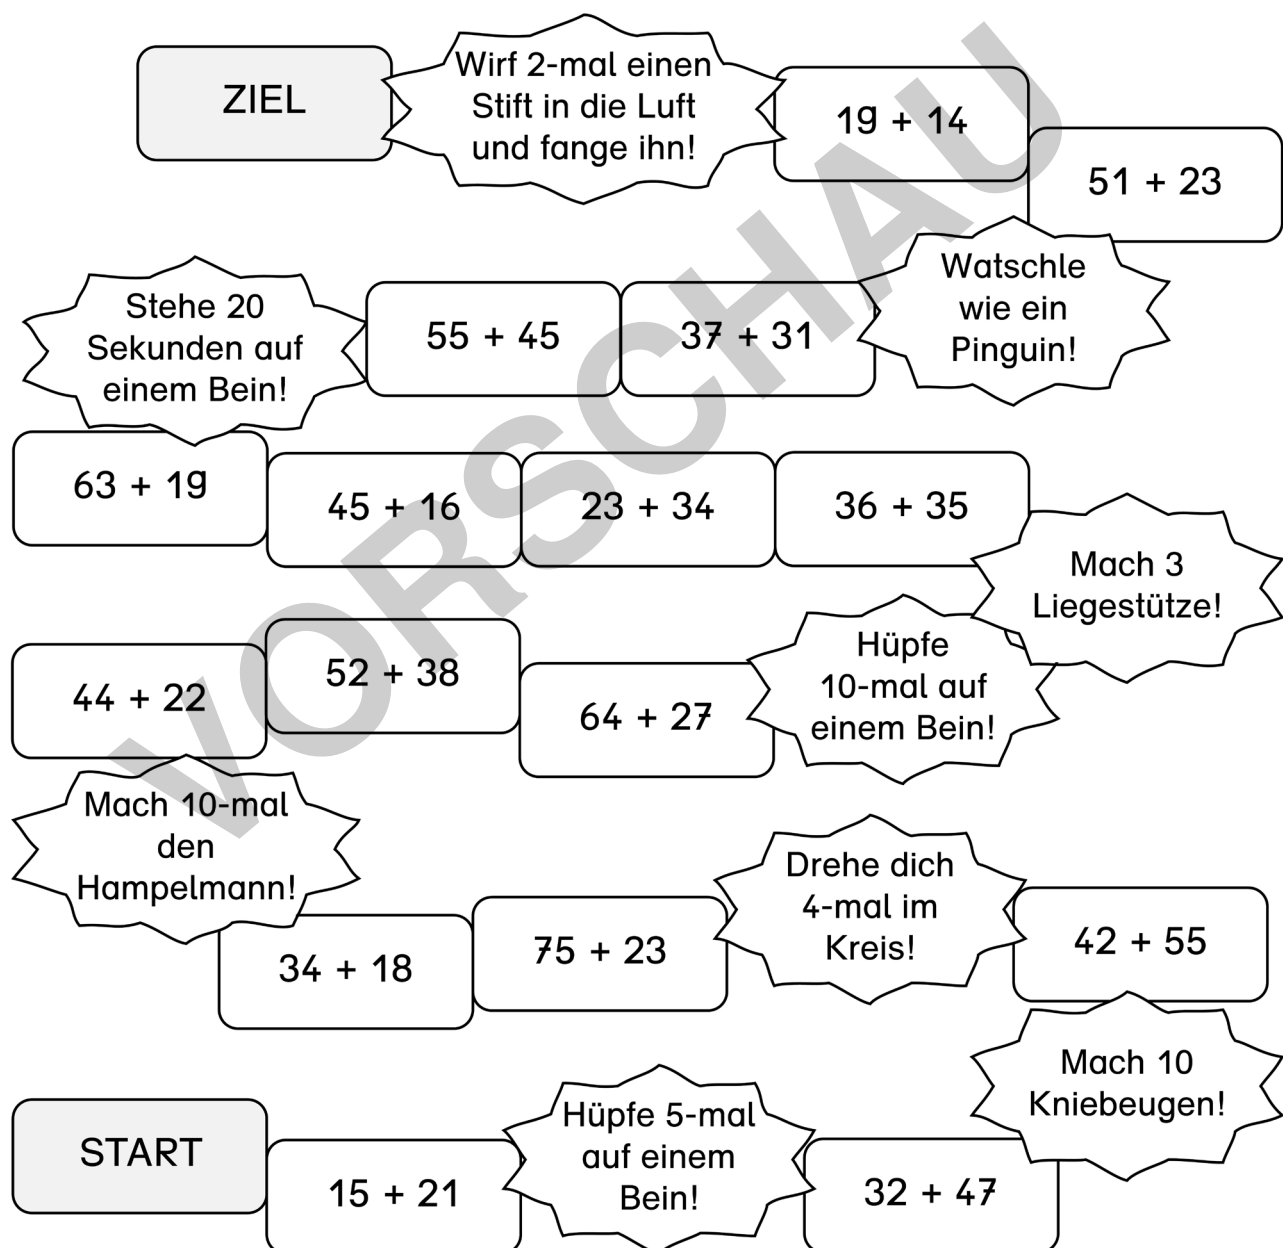 ZIEL
Wirf 2-mal einen
Stift in die Luft
und fange ihn!
19 + 14
51 + 23
Stehe 20
Sekunden auf
einem Bein!
55 + 45
37 + 31
Watschle
wie ein
Pinguin!
63 + 19
45 + 16
23 + 34
36 + 35
Mach 3
Liegestütze!
44 + 22
52 + 38
64 + 27
Hüpfe
10-mal auf
einem Bein!
Mach 10-mal
den
Hampelmann!
34 + 18
75 + 23
Drehe dich
4-mal im
Kreis!
42 + 55
Mach 10
Kniebeugen!
START
15 + 21
Hüpfe 5-mal
auf einem
Bein!
32 + 47
VORSCHAU